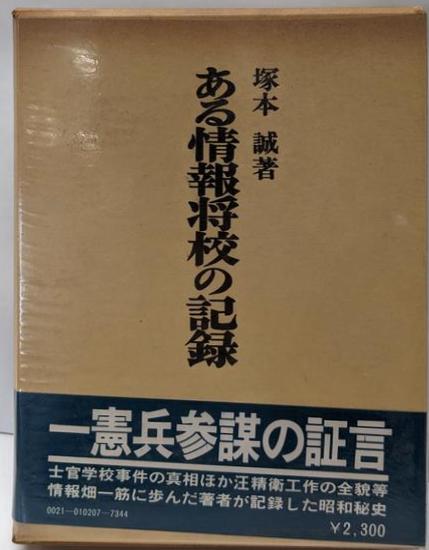 塚本 誠著
ある情報将校の記録
一憲兵参謀の証言
士官学校事件の真相ほか汪精衛工作の全貌等
情報畑一筋に歩んだ著者が記録した昭和秘史
0021―010207―7344
￥2,300